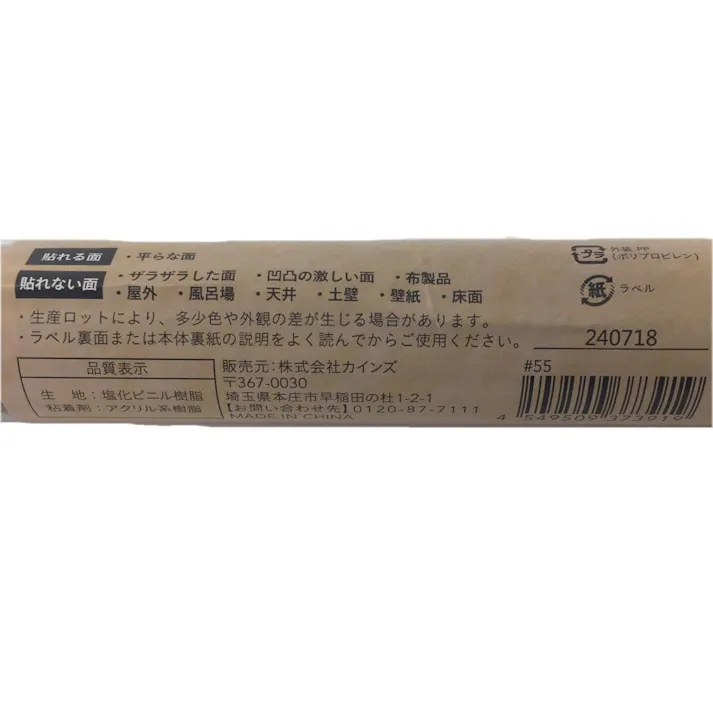 貼れる面 ・平らな面
貼れない面 ・ザラザラした面 ・凹凸の激しい面 ・布製品
・屋外 ・風呂場 ・天井 ・土壁 ・壁紙 ・床面
・生産ロットにより、多少色や外観の差が生じる場合があります。
・ラベル裏面または本体裏紙の説明をよく読んでからご使用ください。
品質表示
生 地：塩化ビニル樹脂
粘着剤：アクリル系樹脂
販売元：株式会社カインズ
〒367-0030
埼玉県本庄市早稲田の杜1-2-1
【お問い合わせ先】0120-87-7111
MADE IN CHINA
プラ
外装:PP
(ポリプロピレン)
紙 ラベル
240718
#55
4 549509 373919